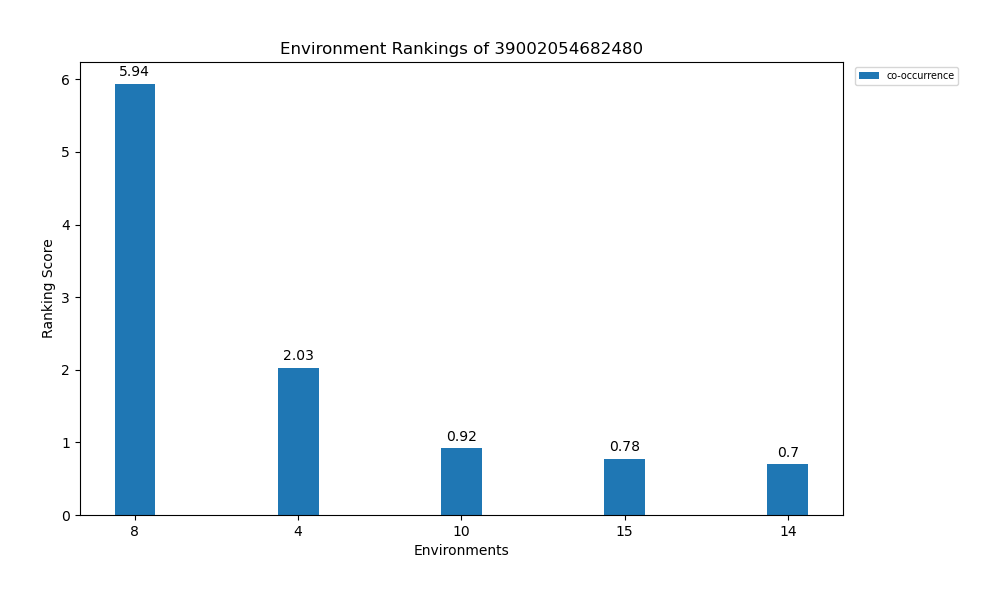 Environment Rankings of 39002054682480
co-occurrence
Ranking Score
6
5
4
3
2
1
0
5.94
2.03
0.92
0.78
0.7
8 4 10 15 14
Environments